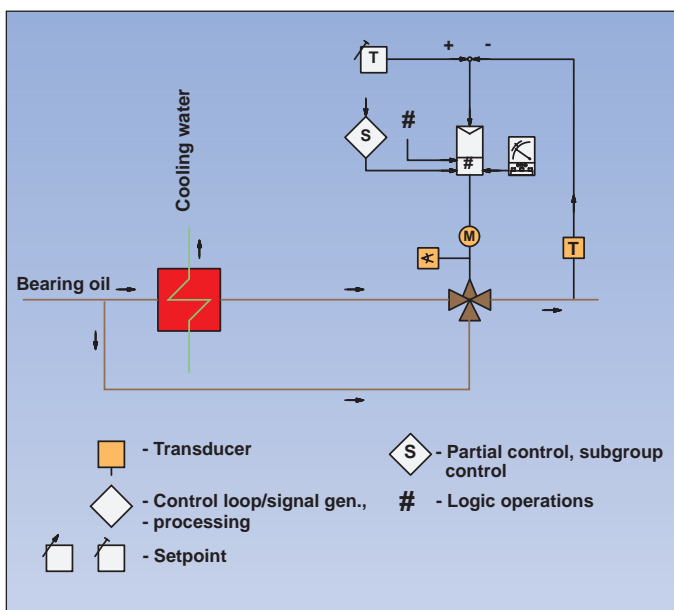 + -
T
Cooling water
S
#
#
M
T
Bearing oil
- Transducer
- Control loop/signal gen.,
- processing
- Setpoint
S - Partial control, subgroup
control
# - Logic operations